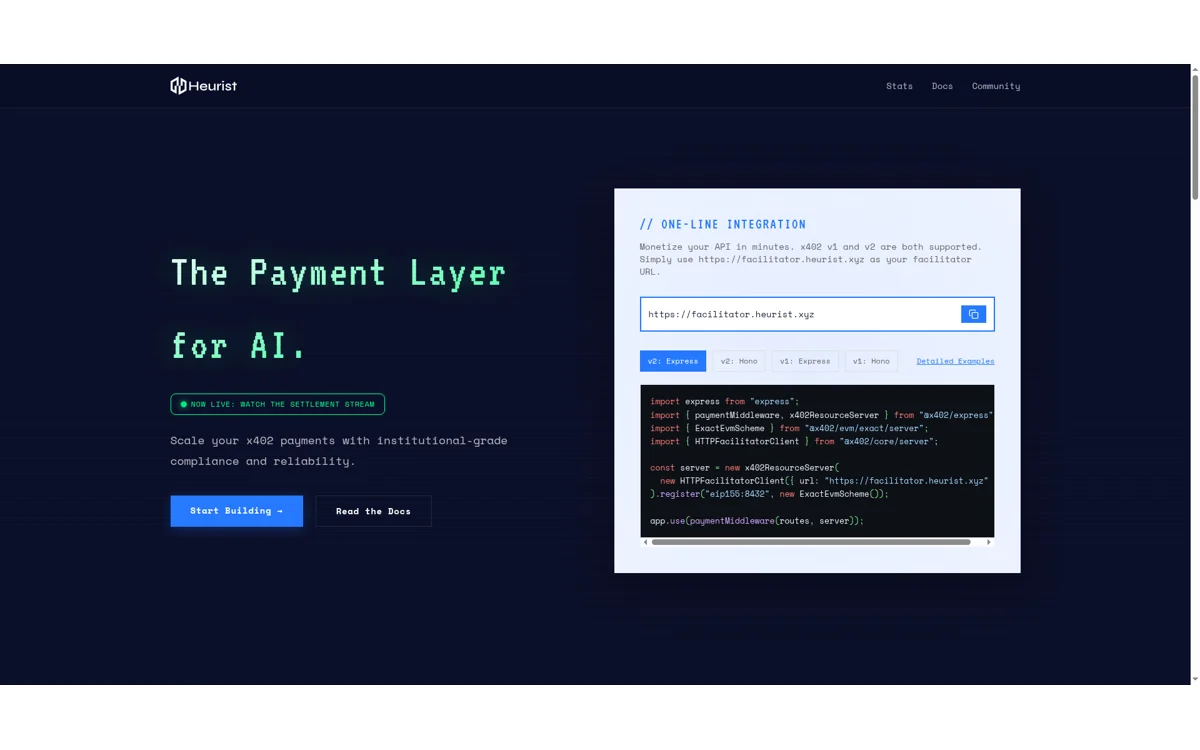 Heurist
Stats Docs Community
The Payment Layer
for AI.
NOW LIVE: WATCH THE SETTLEMENT STREAM
Scale your x402 payments with institutional-grade
compliance and reliability.
Start Building →
Read the Docs
// ONE-LINE INTEGRATION
Monetize your API in minutes. x402 v1 and v2 are both supported.
Simply use https://facilitator.heurist.xyz as your facilitator
URL.
https://facilitator.heurist.xyz
v2: Express v2: Hono v1: Express v1: Hono Detailed Examples
import express from "express";
import { paymentMiddleware, x402ResourceServer } from "@x402/express"
import { ExactEvmScheme } from "@x402/evm/exact/server";
import { HTTPFacilitatorClient } from "@x402/core/server";
const server = new x402ResourceServer(
new HTTPFacilitatorClient({ url: "https://facilitator.heurist.xyz"
).register("eip155:8432", new ExactEvmScheme());
app.use(paymentMiddleware(routes, server));